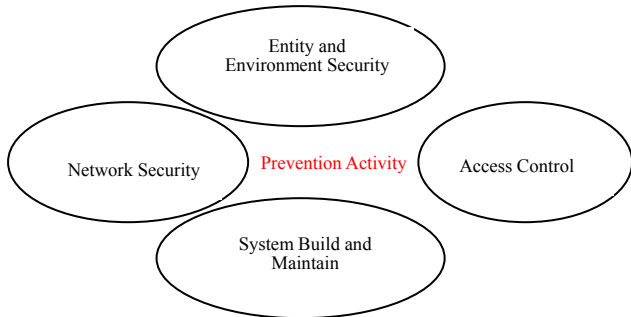 Entity and
Environment Security
Network Security
Prevention Activity
Access Control
System Build and
Maintain